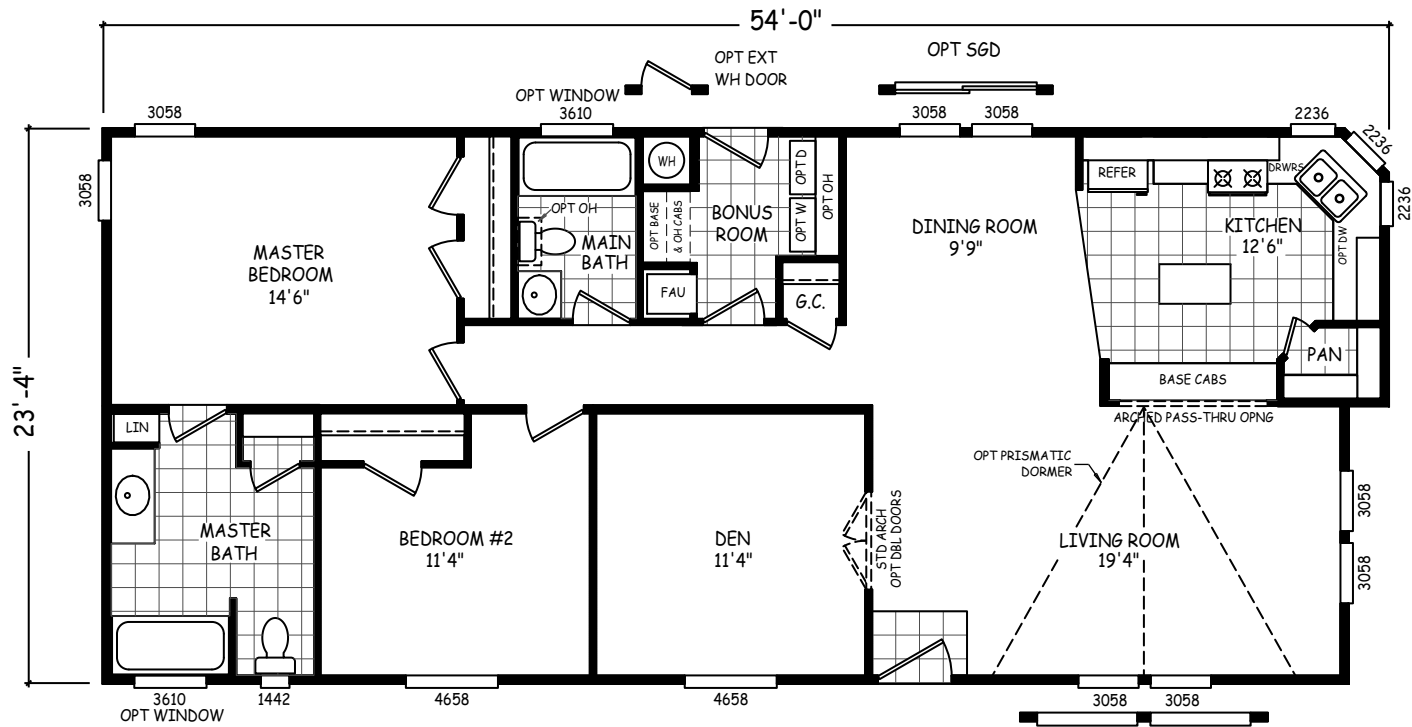 54'-0"
OPT EXT
WH DOOR
OPT SGD
OPT WINDOW
3610
3058
3058
3058
2236
2236
2236
3058
23'-4"
MASTER
BEDROOM
14'6"
OPT OH
MAIN
BATH
WH
OPT BASE
& OH CABS
FAU
BONUS
ROOM
OPT D
OPT W
OPT OH
G.C.
DINING ROOM
9'9"
REFER
DRWRS
KITCHEN
12'6"
OPT DW
PAN
BASE CABS
ARCHED PASS-THRU OPNG
LIN
MASTER
BATH
BEDROOM #2
11'4"
DEN
11'4"
STD ARCH
OPT DBL DOORS
OPT PRISMATIC
DORMER
LIVING ROOM
19'4"
3058
3058
3610
OPT WINDOW
1442
4658
4658
3058
3058